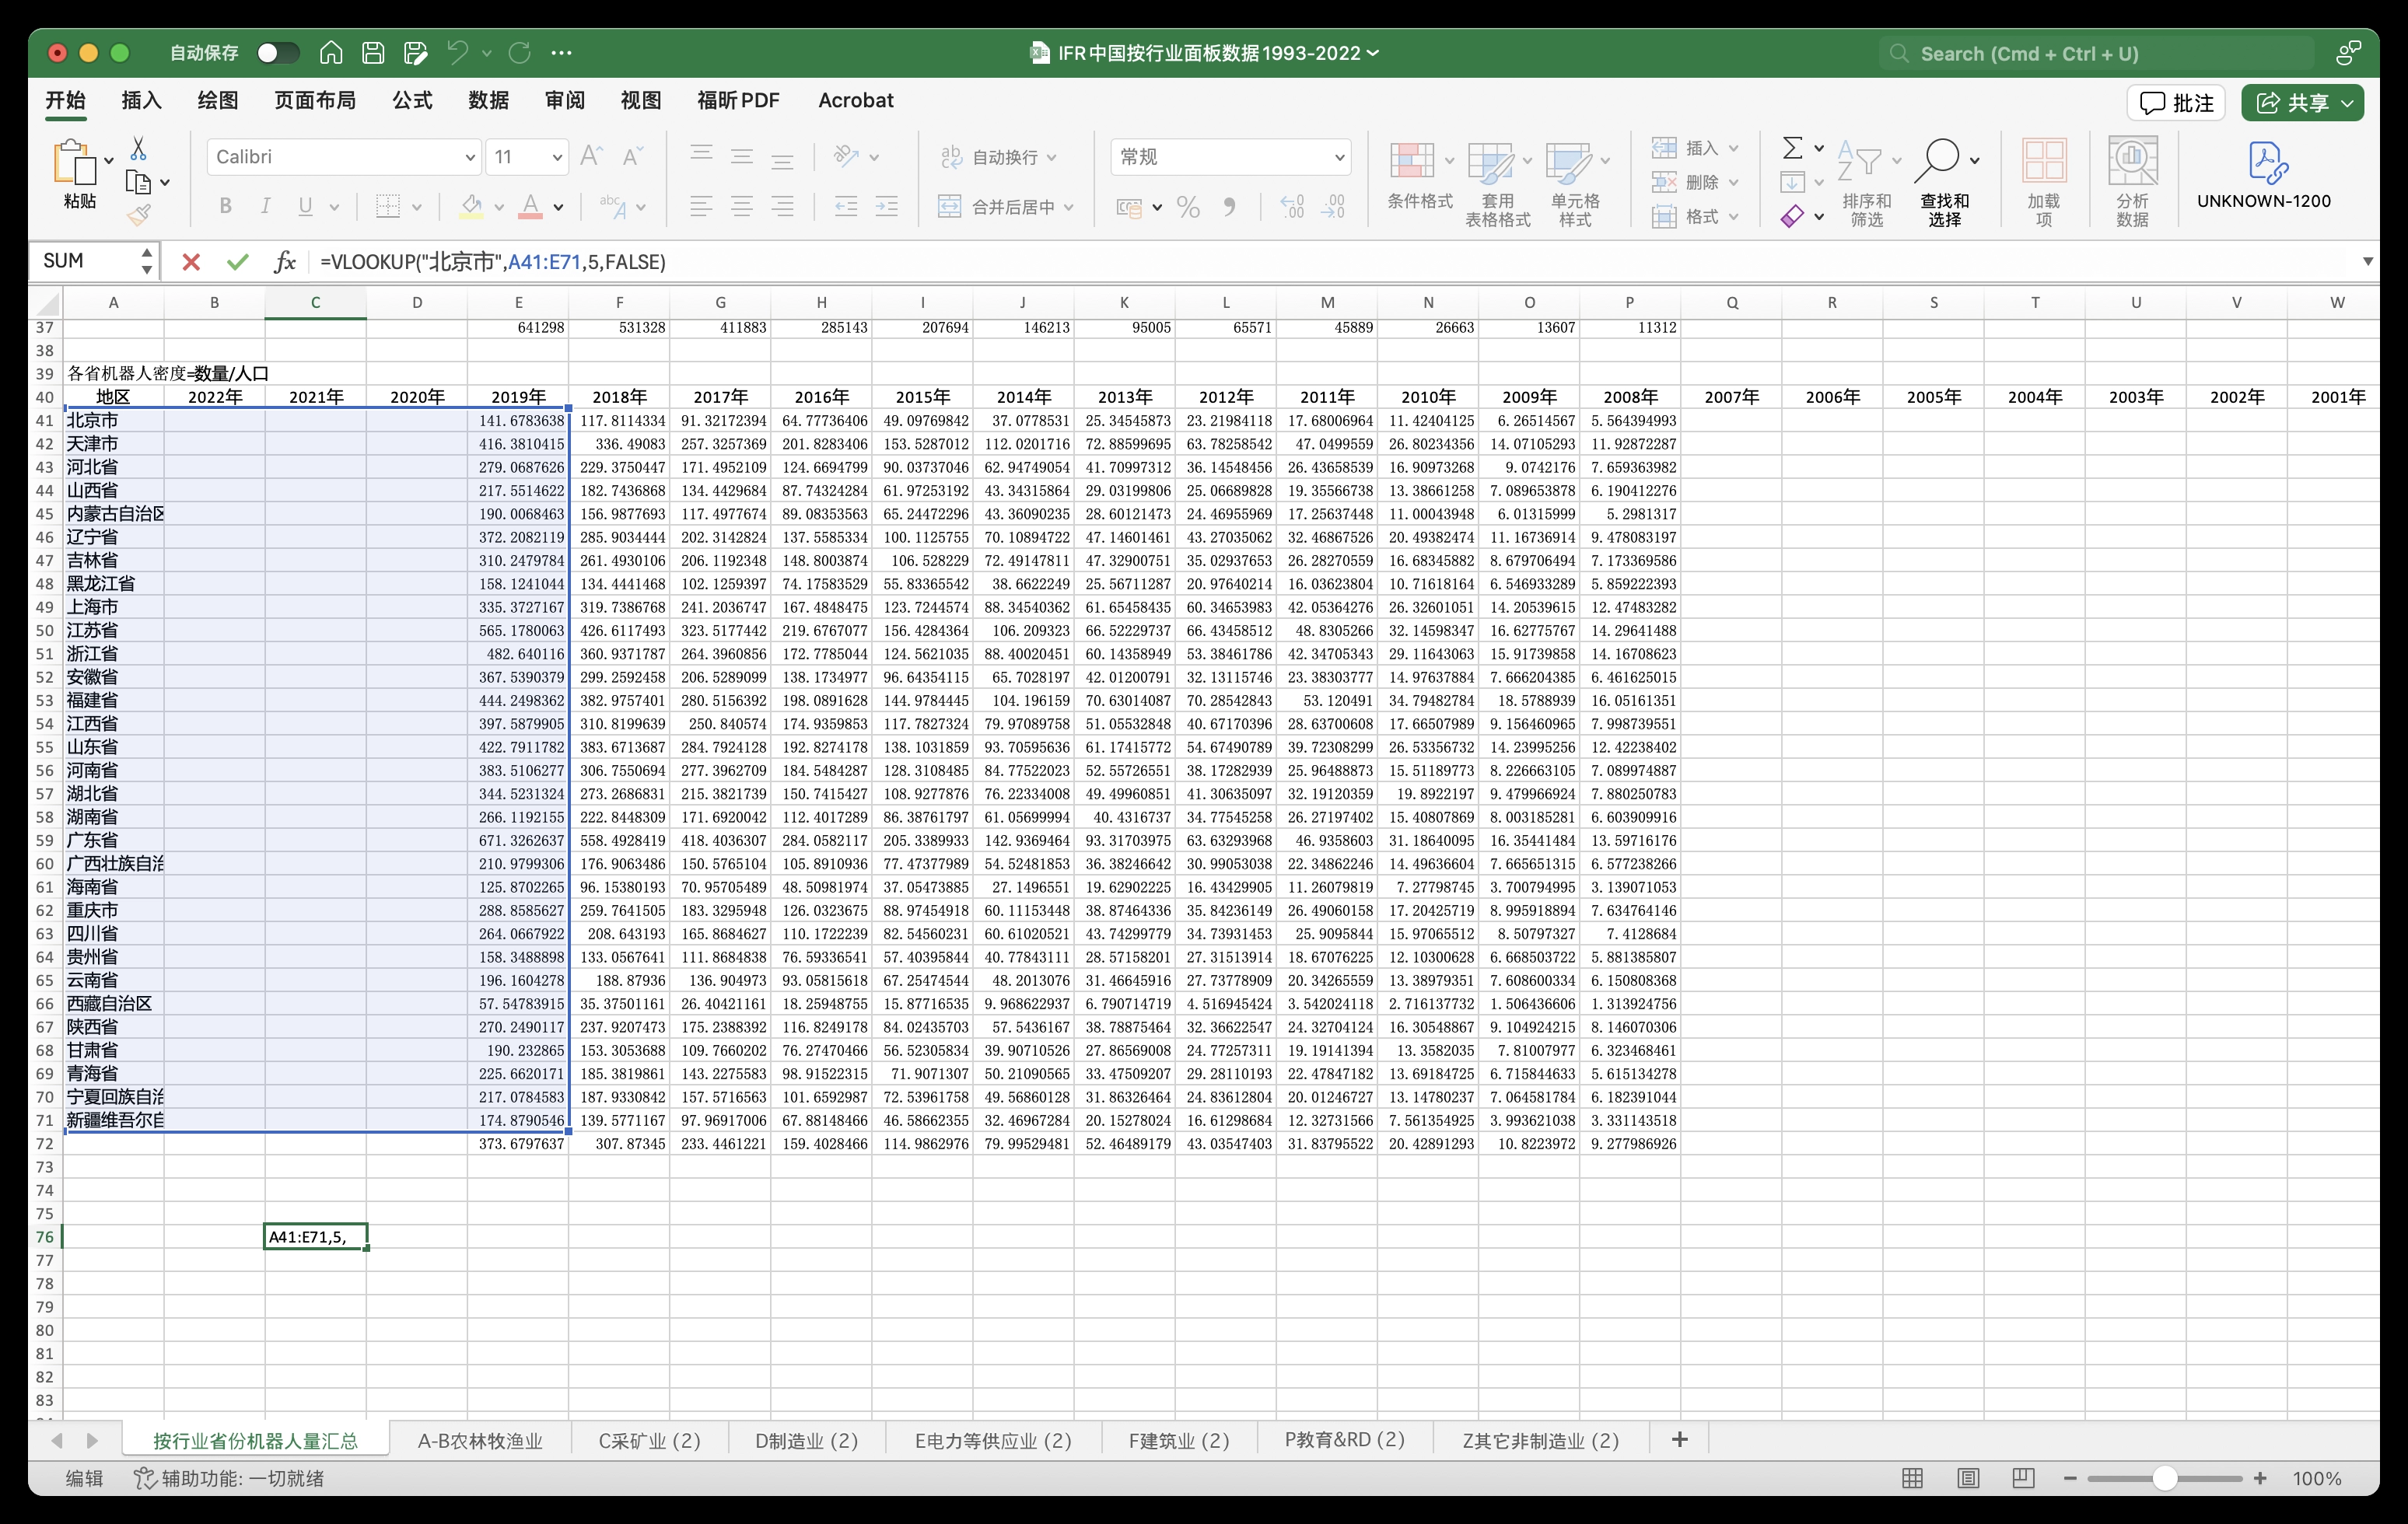 自动保存 IFR中国按行业面板数据1993-2022 Search (Cmd + Ctrl + U)
开始 插入 绘图 页面布局 公式 数据 审阅 视图 福昕PDF Acrobat 批注 共享
粘贴 Calibri 11 自动换行 常规 条件格式 套用表格格式 单元格样式 插入 删除 格式 排序和筛选 查找和选择 加载项 分析数据 UNKNOWN-1200
B I U A abc 合并后居中
SUM fx =VLOOKUP("北京市",A41:E71,5,FALSE)
A B C D E F G H I J K L M N O P Q R S T U V W
37 641298 531328 411883 285143 207694 146213 95005 65571 45889 26663 13607 11312
38
39 各省机器人密度=数量/人口
40 地区 2022年 2021年 2020年 2019年 2018年 2017年 2016年 2015年 2014年 2013年 2012年 2011年 2010年 2009年 2008年 2007年 2006年 2005年 2004年 2003年 2002年 2001年
41 北京市 141.6783638 117.8114334 91.32172394 64.77736406 49.09769842 37.0778531 25.34545873 23.21984118 17.68006964 11.42404125 6.26514567 5.564394993
42 天津市 416.3810415 336.49083 257.3257369 201.8283406 153.5287012 112.0201716 72.88599695 63.78258542 47.0499559 26.80234356 14.07105293 11.92872287
43 河北省 279.0687626 229.3750447 171.4952109 124.6694799 90.03737046 62.94749054 41.70997312 36.14548456 26.43658539 16.90973268 9.0742176 7.659363982
44 山西省 217.5514622 182.7436868 134.4429684 87.74324284 61.97253192 43.34315864 29.03199806 25.06689828 19.35566738 13.38661258 7.089653878 6.190412276
45 内蒙古自治区 190.0068463 156.9877693 117.4977674 89.08353563 65.24472296 43.36090235 28.60121473 24.46955969 17.25637448 11.00043948 6.01315999 5.2981317
46 辽宁省 372.2082119 285.9034444 202.3142824 137.5585334 100.1125755 70.10894722 47.14601461 43.27035062 32.46867526 20.49382474 11.16736914 9.478083197
47 吉林省 310.2479784 261.4930106 206.1192348 148.8003874 106.528229 72.49147811 47.32900751 35.02937653 26.28270559 16.68345882 8.679706494 7.173369586
48 黑龙江省 158.1241044 134.4441468 102.1259397 74.17583529 55.83365542 38.6622249 25.56711287 20.97640214 16.03623804 10.71618164 6.546933289 5.859222393
49 上海市 335.3727167 319.7386768 241.2036747 167.4848475 123.7244574 88.34540362 61.65458435 60.34653983 42.05364276 26.32601051 14.20539615 12.47483282
50 江苏省 565.1780063 426.6117493 323.5177442 219.6767077 156.4284364 106.209323 66.52229737 66.43458512 48.8305266 32.14598347 16.62775767 14.29641488
51 浙江省 482.640116 360.9371787 264.3960856 172.7785044 124.5621035 88.40020451 60.14358949 53.38461786 42.34705343 29.11643063 15.91739858 14.16708623
52 安徽省 367.5390379 299.2592458 206.5289099 138.1734977 96.64354115 65.7028197 42.01200791 32.13115746 23.38303777 14.97637884 7.666204385 6.461625015
53 福建省 444.2498362 382.9757401 280.5156392 198.0891628 144.9784445 104.196159 70.63014087 70.28542843 53.120491 34.79482784 18.5788939 16.05161351
54 江西省 397.5879905 310.8199639 250.840574 174.9359853 117.7827324 79.97089758 51.05532848 40.67170396 28.63700608 17.66507989 9.156460965 7.998739551
55 山东省 422.7911782 383.6713687 284.7924128 192.8274178 138.1031859 93.70595636 61.17415772 54.67490789 39.72308299 26.53356732 14.23995256 12.42238402
56 河南省 383.5106277 306.7550694 277.3962709 184.5484287 128.3108485 84.77522023 52.55726551 38.17282939 25.96488873 15.51189773 8.226663105 7.089974887
57 湖北省 344.5231324 273.2686831 215.3821739 150.7415427 108.9277876 76.22334008 49.49960851 41.30635097 32.19120359 19.8922197 9.479966924 7.880250783
58 湖南省 266.1192155 222.8448309 171.6920042 112.4017289 86.38761797 61.05699994 40.4316737 34.77545258 26.27197402 15.40807869 8.003185281 6.603909916
59 广东省 671.3262637 558.4928419 418.4036307 284.0582117 205.3389933 142.9369464 93.31703975 63.63293968 46.9358603 31.18640095 16.35441484 13.59716176
60 广西壮族自治 210.9799306 176.9063486 150.5765104 105.8910936 77.47377989 54.52481853 36.38246642 30.99053038 22.34862246 14.49636604 7.665651315 6.577238266
61 海南省 125.8702265 96.15380193 70.95705489 48.50981974 37.05473885 27.1496551 19.62902225 16.43429905 11.26079819 7.27798745 3.700794995 3.139071053
62 重庆市 288.8585627 259.7641505 183.3295948 126.0323675 88.97454918 60.11153448 38.87464336 35.84236149 26.49060158 17.20425719 8.995918894 7.634764146
63 四川省 264.0667922 208.643193 165.8684627 110.1722239 82.54560231 60.61020521 43.74299779 34.73931453 25.9095844 15.97065512 8.50797327 7.4128684
64 贵州省 158.3488898 133.0567641 111.8684838 76.59336541 57.40395844 40.77843111 28.57158201 27.31513914 18.67076225 12.10300628 6.668503722 5.881385807
65 云南省 196.1604278 188.87936 136.904973 93.05815618 67.25474544 48.2013076 31.46645916 27.73778909 20.34265559 13.38979351 7.608600334 6.150808368
66 西藏自治区 57.54783915 35.37501161 26.40421161 18.25948755 15.87716535 9.968622937 6.790714719 4.516945424 3.542024118 2.716137732 1.506436606 1.313924756
67 陕西省 270.2490117 237.9207473 175.2388392 116.8249178 84.02435703 57.5436167 38.78875464 32.36622547 24.32704124 16.30548867 9.104924215 8.146070306
68 甘肃省 190.232865 153.3053688 109.7660202 76.27470466 56.52305834 39.90710526 27.86569008 24.77257311 19.19141394 13.3582035 7.81007977 6.323468461
69 青海省 225.6620171 185.3819861 143.2275583 98.91522315 71.9071307 50.21090565 33.47509207 29.28110193 22.47847182 13.69184725 6.715844633 5.615134278
70 宁夏回族自治 217.0784583 187.9330842 157.5716563 101.6592987 72.53961758 49.56860128 31.86326464 24.83612804 20.01246727 13.14780237 7.064581784 6.182391044
71 新疆维吾尔自 174.8790546 139.5771167 97.96917006 67.88148466 46.58662355 32.46967284 20.15278024 16.61298684 12.32731566 7.561354925 3.993621038 3.331143518
72 373.6797637 307.87345 233.4461221 159.4028466 114.9862976 79.99529481 52.46489179 43.03547403 31.83795522 20.42891293 10.8223972 9.277986926
73
74
75
76 A41:E71,5,
77
78
79
80
81
82
83
按行业省份机器人量汇总 A-B农林牧渔业 C采矿业 (2) D制造业 (2) E电力等供应业 (2) F建筑业 (2) P教育&RD (2) Z其它非制造业 (2) +
编辑 辅助功能: 一切就绪 100%